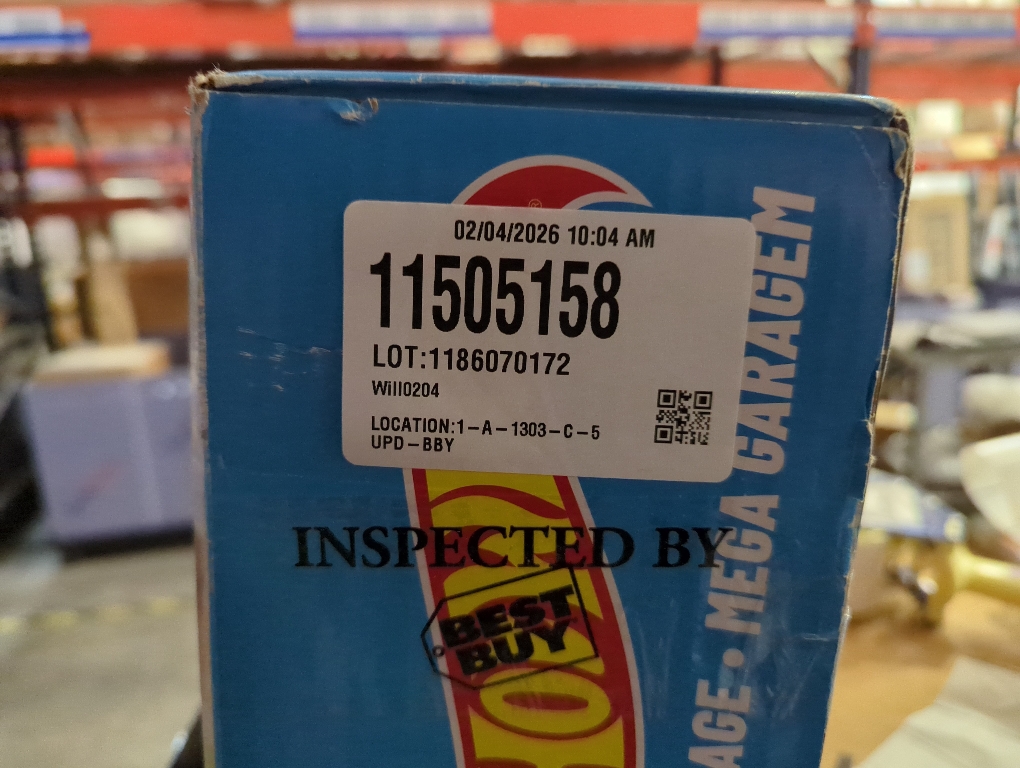 02/04/2026 10:04 AM
11505158
LOT:1186070172
Will0204
LOCATION:1-A-1303-C-5
UPD-BBY
INSPECTED BY
BEST
BUY
AGE • MEGA GARAGEM